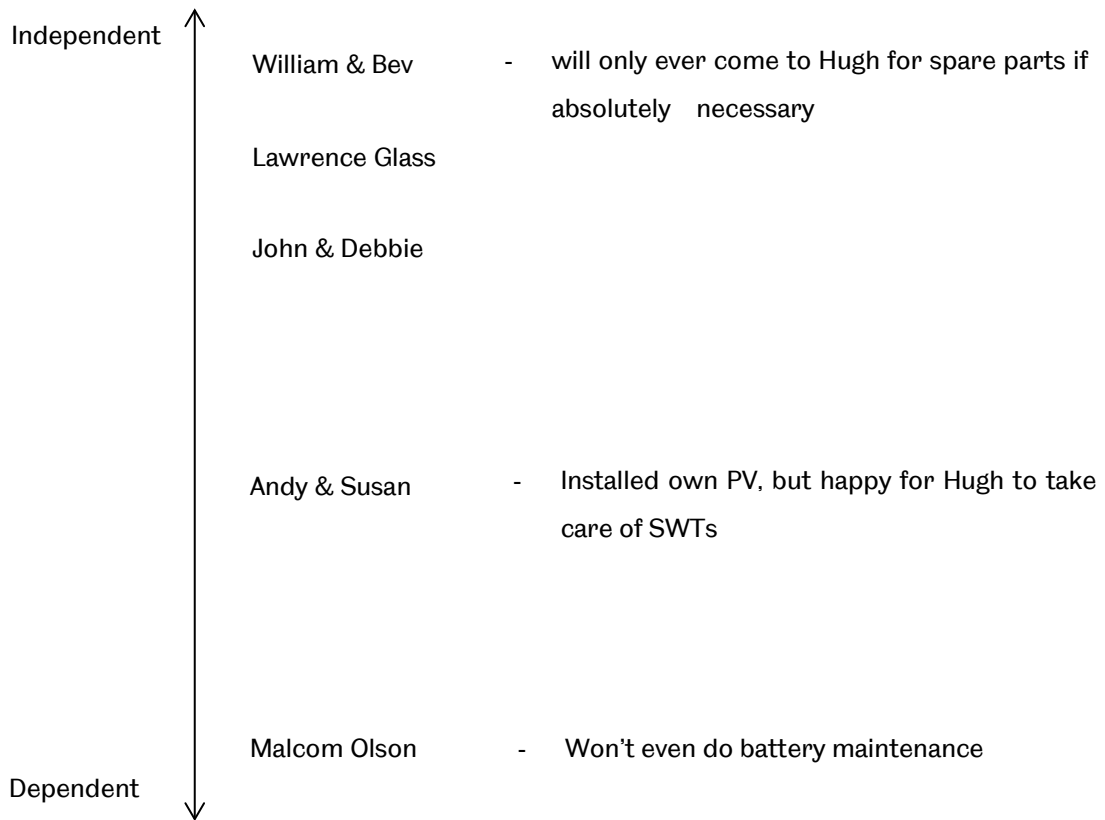 Independent
William & Bev - will only ever come to Hugh for spare parts if
absolutely necessary
Lawrence Glass
John & Debbie
Andy & Susan - Installed own PV, but happy for Hugh to take
care of SWTs
Malcom Olson - Won't even do battery maintenance
Dependent